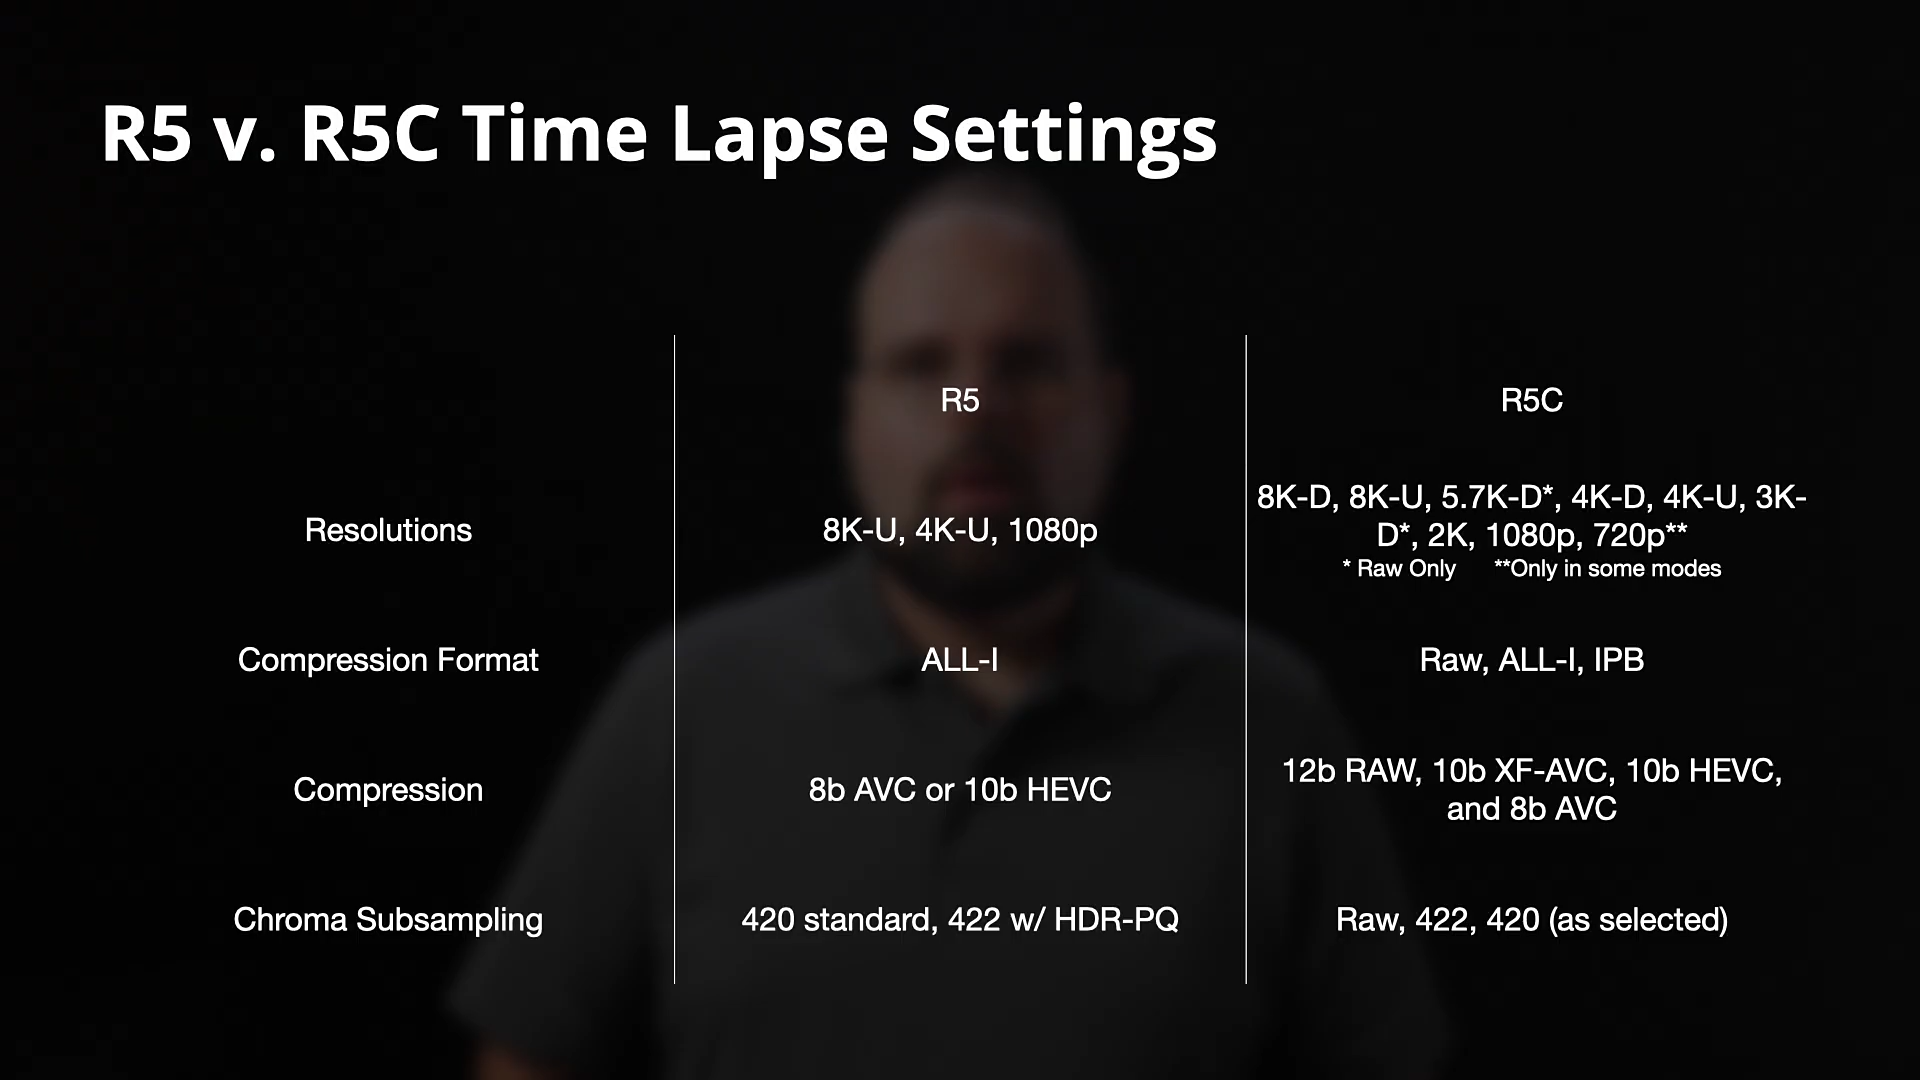 R5 v. R5C Time Lapse Settings
R5
R5C
Resolutions
8K-U, 4K-U, 1080p
8K-D, 8K-U, 5.7K-D*, 4K-D, 4K-U, 3K-
D*, 2K, 1080p, 720p**
* Raw Only **Only in some modes
Compression Format
ALL-I
Raw, ALL-I, IPB
Compression
8b AVC or 10b HEVC
12b RAW, 10b XF-AVC, 10b HEVC,
and 8b AVC
Chroma Subsampling
420 standard, 422 w/ HDR-PQ
Raw, 422, 420 (as selected)